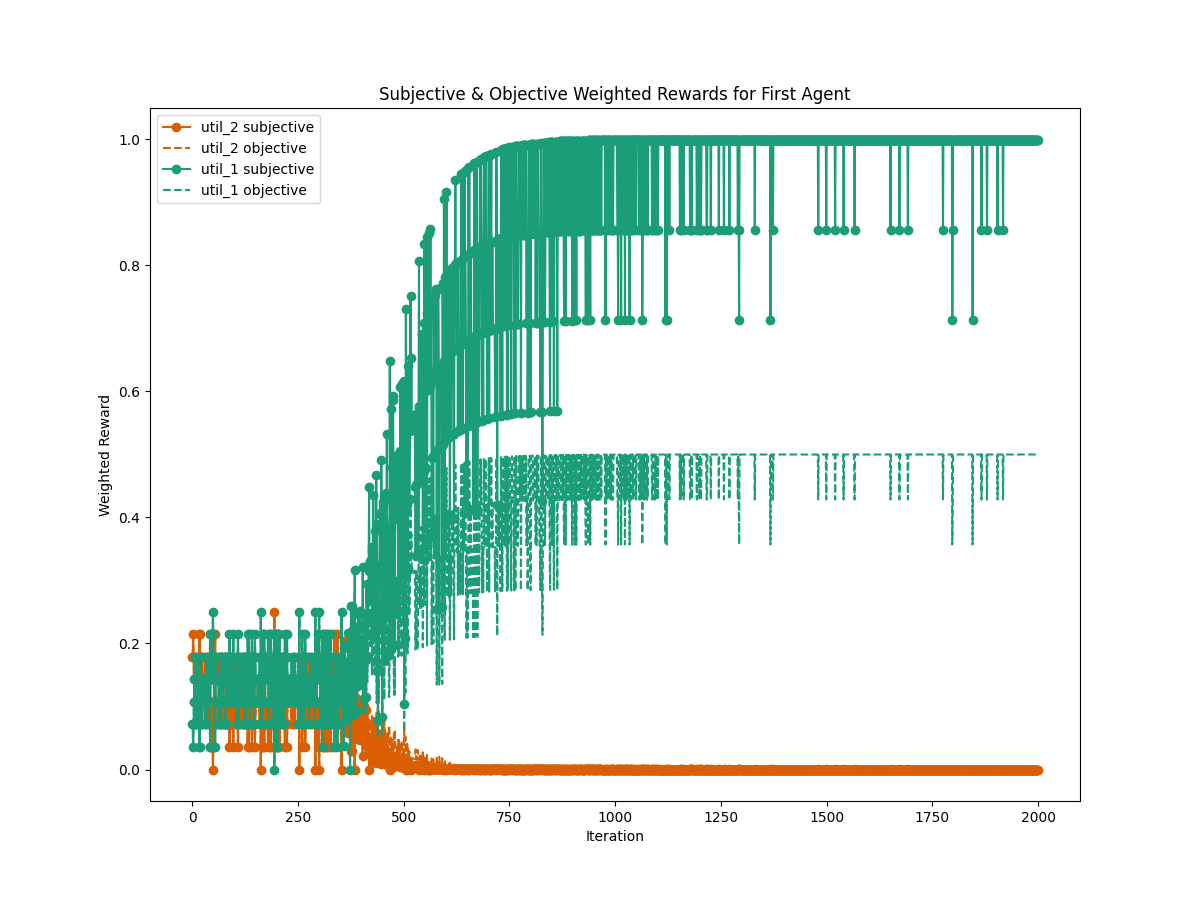 Subjective & Objective Weighted Rewards for First Agent
util_2 subjective
util_2 objective
util_1 subjective
util_1 objective
1.0
0.8
0.6
0.4
0.2
0.0
Weighted Reward
0 250 500 750 1000 1250 1500 1750 2000
Iteration